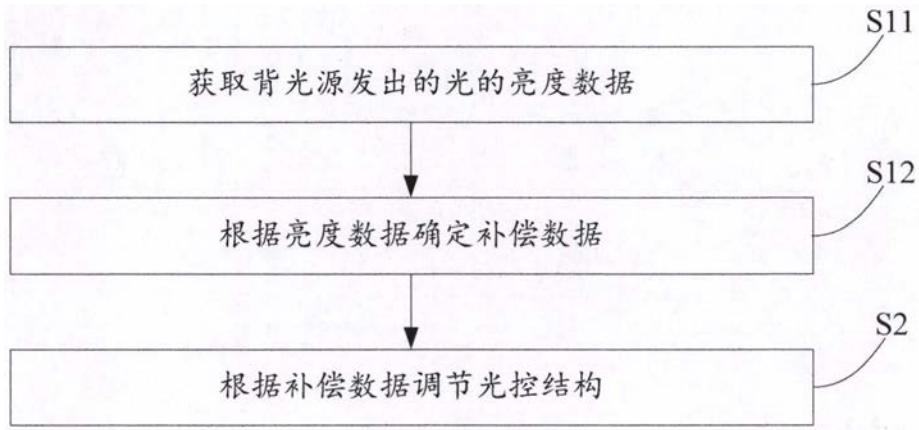 S11
获取背光源发出的光的亮度数据
S12
根据亮度数据确定补偿数据
S2
根据补偿数据调节光控结构